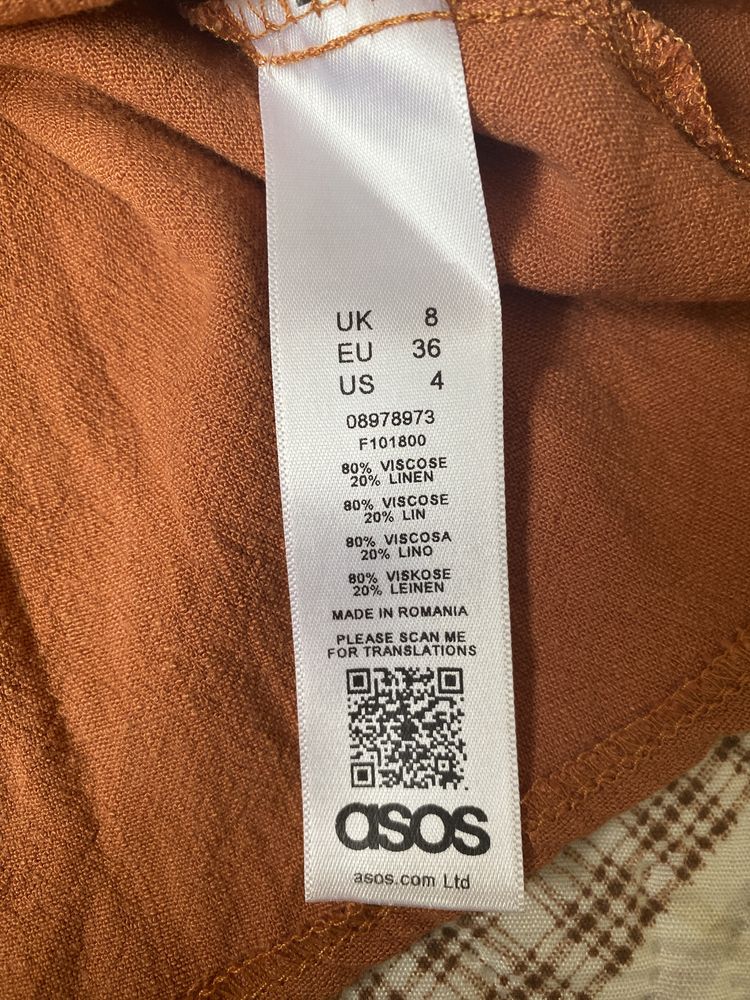 UK 8
EU 36
US 4
08978973
F101800
80% VISCOSE
20% LINEN
80% VISCOSE
20% LIN
80% VISCOSA
20% LINO
80% VISKOSE
20% LEINEN
MADE IN ROMANIA
PLEASE SCAN ME
FOR TRANSLATIONS
asos
asos.com Ltd